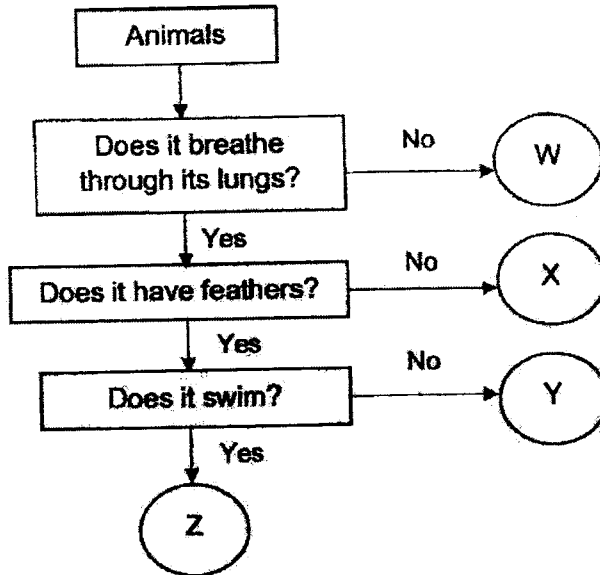 Animals
Does it breathe
through its lungs?
No
W
Yes
Does it have feathers?
No
X
Yes
Does it swim?
No
Y
Yes
Z